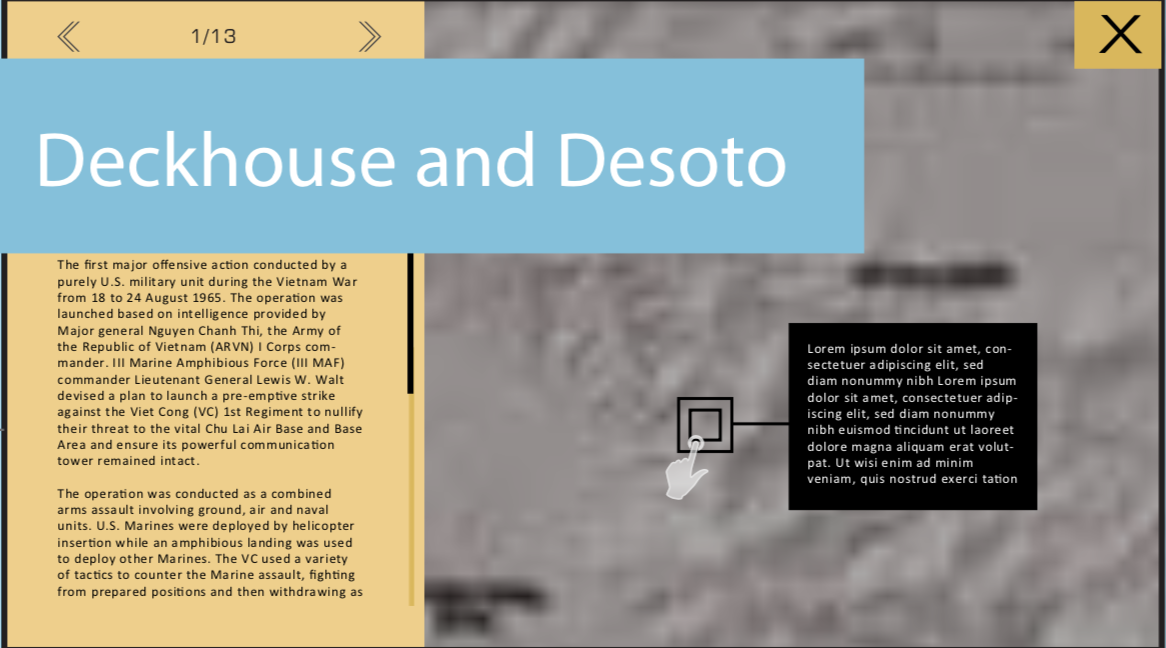 1/13
Deckhouse and Desoto
The first major offensive action conducted by a
purely U.S. military unit during the Vietnam War
from 18 to 24 August 1965. The operation was
launched based on intelligence provided by
Major general Nguyen Chanh Thi, the Army of
the Republic of Vietnam (ARVN) I Corps com-
mander. III Marine Amphibious Force (III MAF)
commander Lieutenant General Lewis W. Walt
devised a plan to launch a pre-emptive strike
against the Viet Cong (VC) 1st Regiment to nullify
their threat to the vital Chu Lai Air Base and Base
Area and ensure its powerful communication
tower remained intact.
The operation was conducted as a combined
arms assault involving ground, air and naval
units. U.S. Marines were deployed by helicopter
insertion while an amphibious landing was used
to deploy other Marines. The VC used a variety
of tactics to counter the Marine assault, fighting
from prepared positions and then withdrawing as
Lorem ipsum dolor sit amet, con-
sectetuer adipiscing elit, sed
diam nonummy nibh Lorem ipsum
dolor sit amet, consectetuer adip-
iscing elit, sed diam nonummy
nibh euismod tincidunt ut laoreet
dolore magna aliquam erat volut-
pat. Ut wisi enim ad minim
veniam, quis nostrud exerci tation